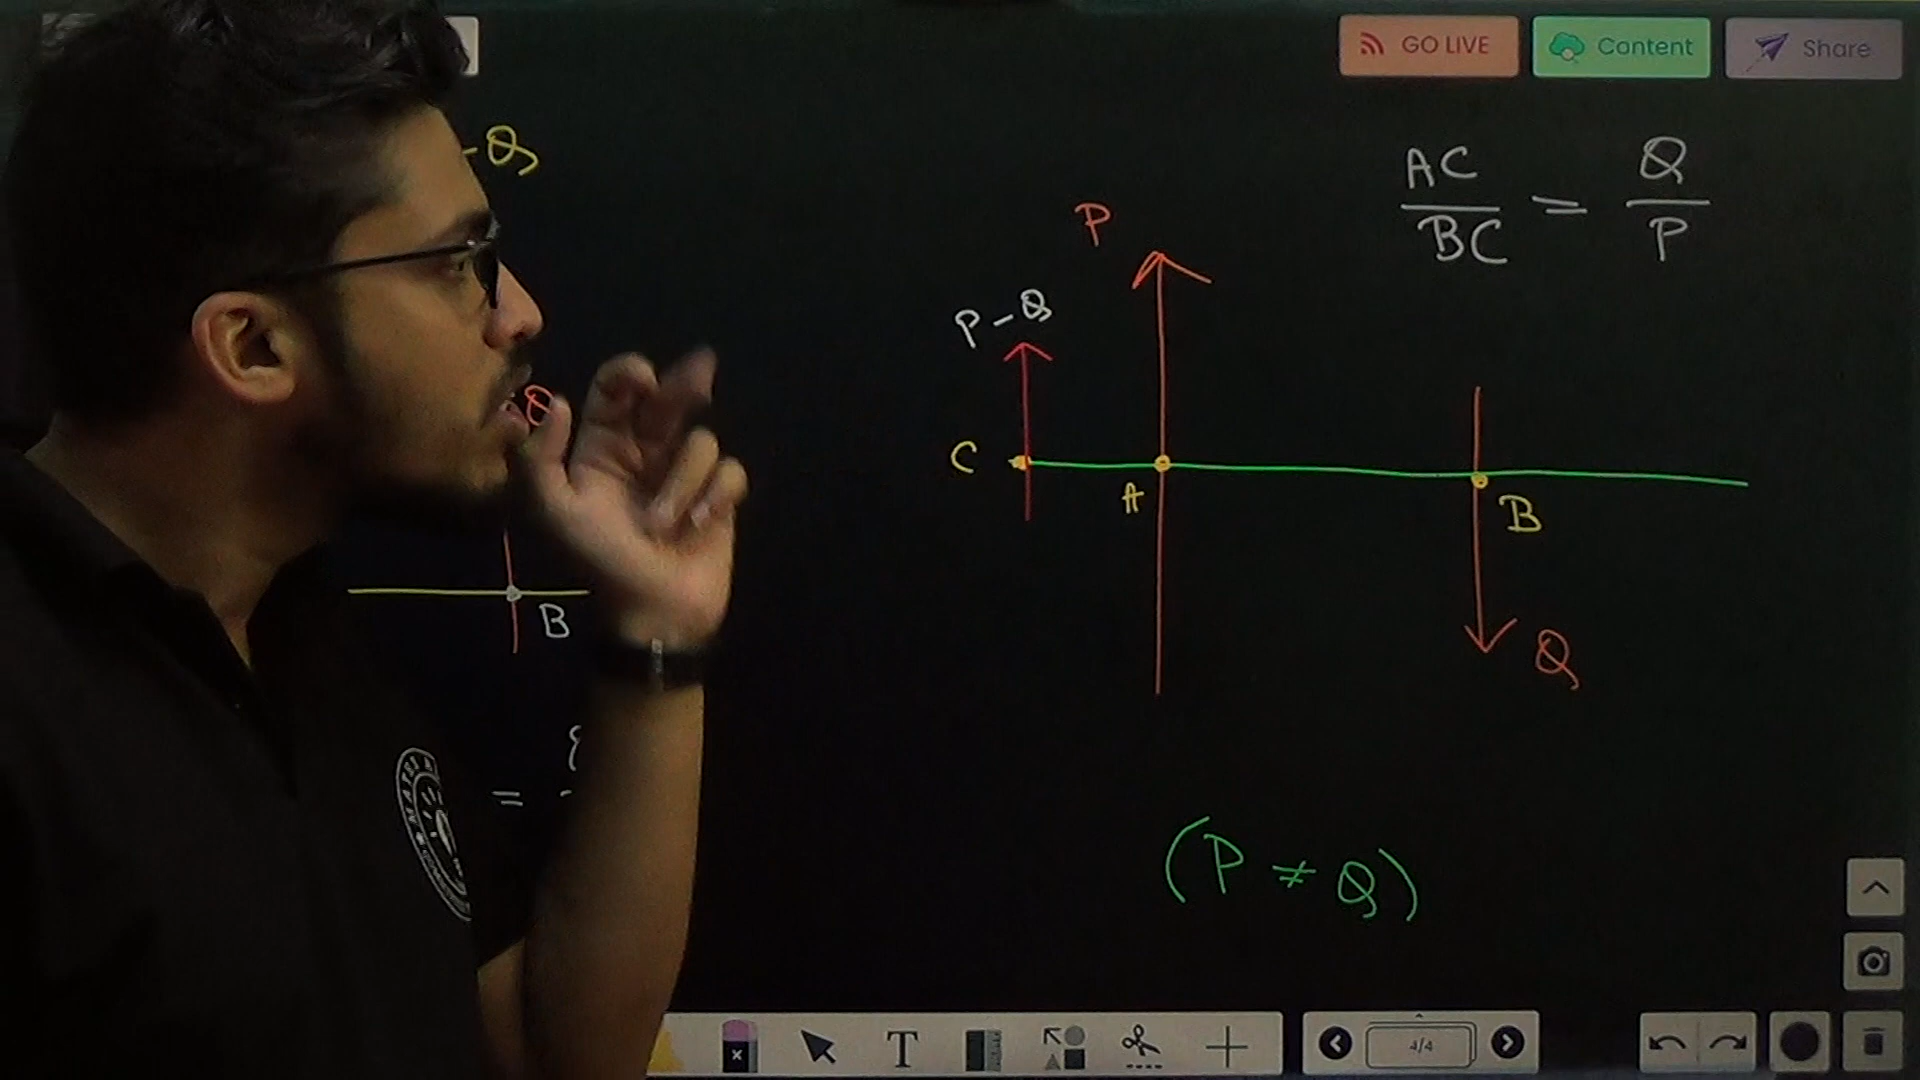 GO LIVE
Content
Share
-Q
AC/BC = Q/P
P
P-Q
Q
C
A
B
B
Q
=
(P ≠ Q)
T
4/4